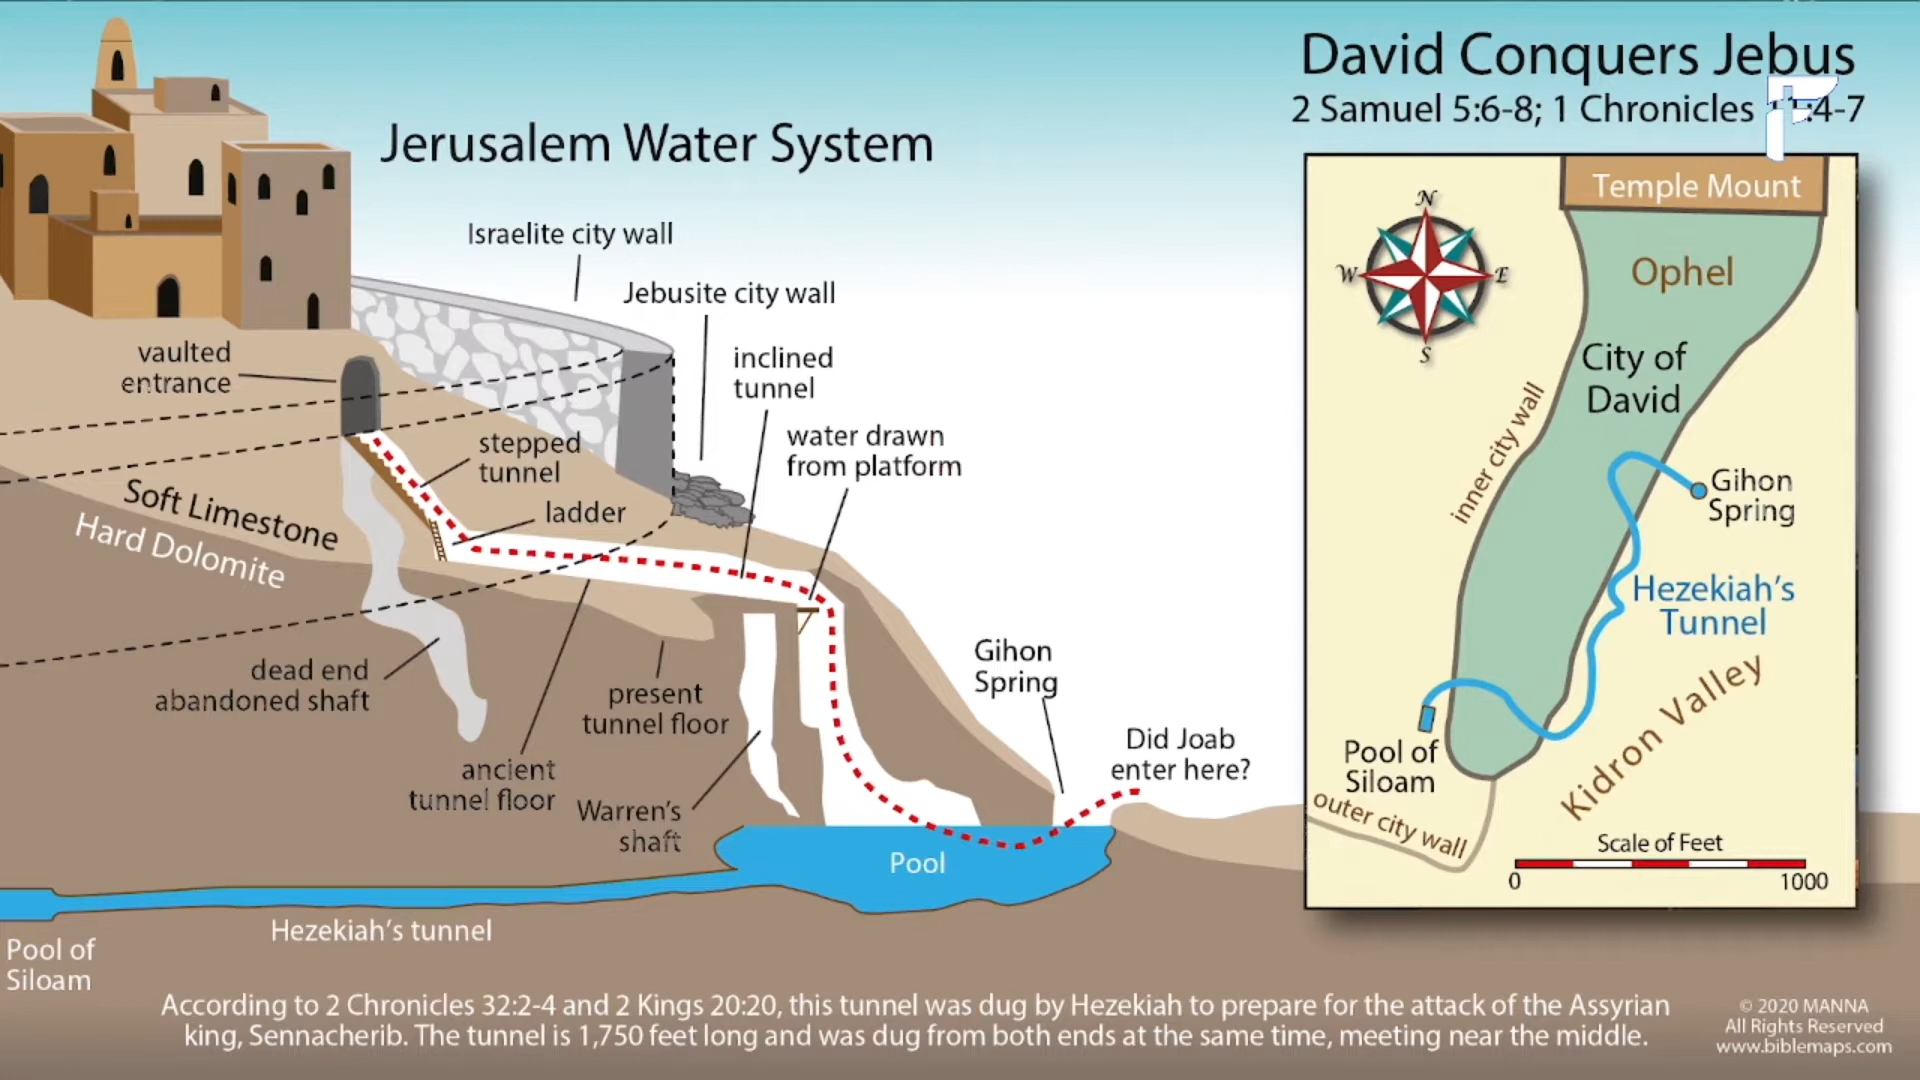 David Conquers Jebus
2 Samuel 5:6-8; 1 Chronicles :4-7
Jerusalem Water System
Israelite city wall
Jebusite city wall
inclined
tunnel
water drawn
from platform
vaulted
entrance
stepped
tunnel
ladder
Soft Limestone
Hard Dolomite
dead end
abandoned shaft
present
tunnel floor
ancient
tunnel floor
Warren's
shaft
Gihon
Spring
Did Joab
enter here?
Pool
Hezekiah's tunnel
Pool of
Siloam
Temple Mount
N
W
E
S
Ophel
City of
David
inner city wall
Gihon
Spring
Hezekiah's
Tunnel
Kidron Valley
Pool of
Siloam
outer city wall
Scale of Feet
0 1000
According to 2 Chronicles 32:2-4 and 2 Kings 20:20, this tunnel was dug by Hezekiah to prepare for the attack of the Assyrian
king, Sennacherib. The tunnel is 1,750 feet long and was dug from both ends at the same time, meeting near the middle.
© 2020 MANNA
All Rights Reserved
www.biblemaps.com